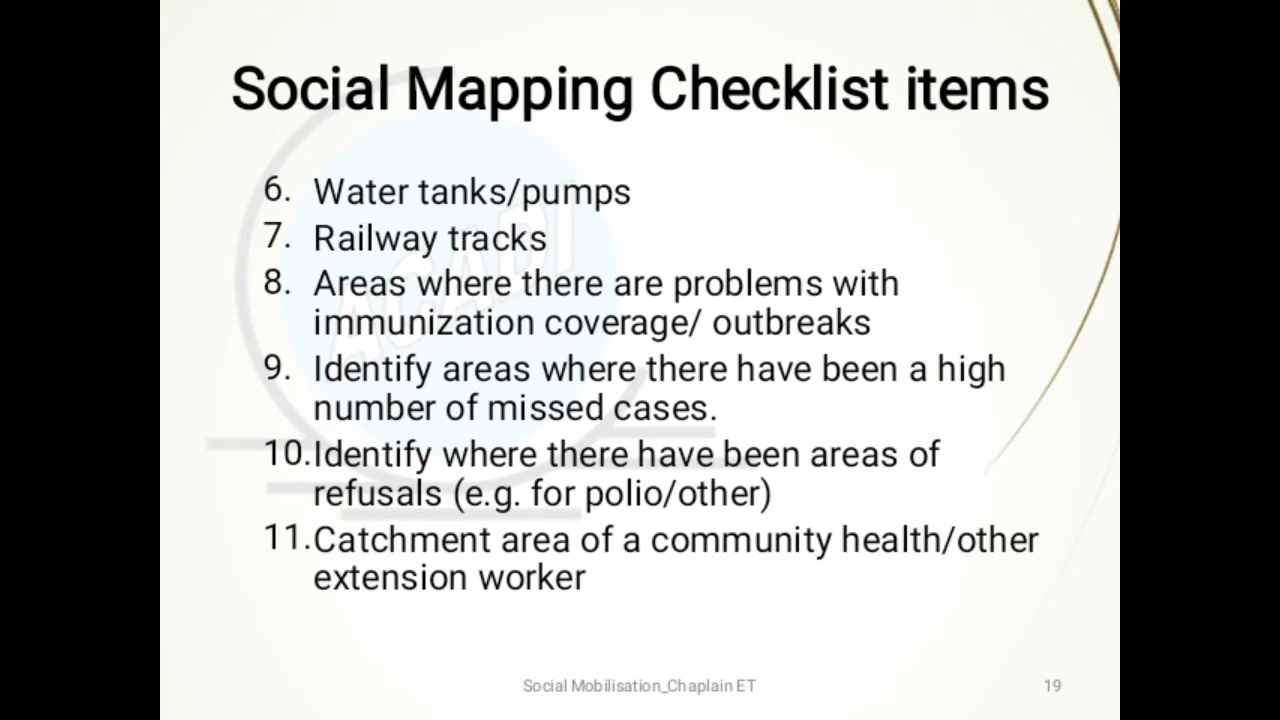 Social Mapping Checklist items
6. Water tanks/pumps
7. Railway tracks
8. Areas where there are problems with
immunization coverage/ outbreaks
9. Identify areas where there have been a high
number of missed cases.
10. Identify where there have been areas of
refusals (e.g. for polio/other)
11. Catchment area of a community health/other
extension worker
ACADI
Social Mobilisation_Chaplain ET 19